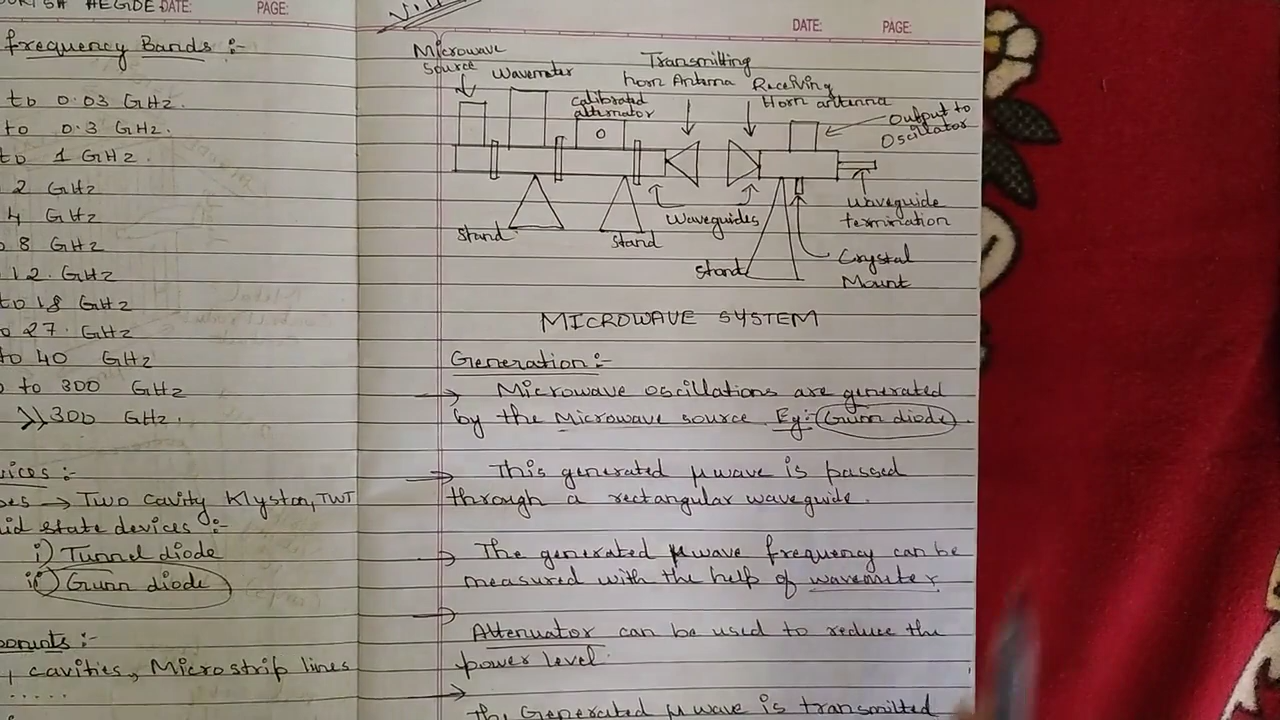 HEGDE DATE: PAGE:
frequency Bands :-
to 0.03 GHz.
to 0.3 GHz.
to 1 GHz.
2 GHz
4 GHz
8 GHz
12. GHz
to 18 GHz
27. GHz
to 40 GHz
to 300 GHz
>>300 GHz.
:-
→ Two cavity Klyston, TWT
state devices :-
i) Tunnel diode
ii) Gunn diode
:-
, cavities, Microstrip lines
.....
DATE: PAGE:
Microwave
source
Wavemeter
calibrated
Transmitting
horn Antenna
Receiving
Horn antenna
Output to
Oscillator
Waveguide
termination
Waveguides
Stand
Stand
Stand
Crystal
Mount
MICROWAVE SYSTEM
Generation :-
→ Microwave oscillations are generated
by the Microwave source. Eg:- Gunn diode.
→ This generated μwave is passed
through a rectangular waveguide.
→ The generated μwave frequency can be
measured with the help of wavemeter.
→
Attenuator can be used to reduce the
power level.
→
the Generated μwave is transmitted